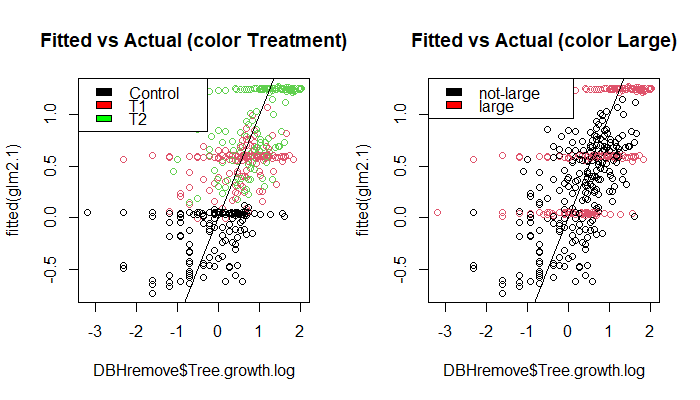 Fitted vs Actual (color Treatment)
Control
T1
T2
fitted(glm2.1)
1.0
0.5
0.0
-0.5
-3 -2 -1 0 1 2
DBHremove$Tree.growth.log
Fitted vs Actual (color Large)
not-large
large
fitted(glm2.1)
1.0
0.5
0.0
-0.5
-3 -2 -1 0 1 2
DBHremove$Tree.growth.log